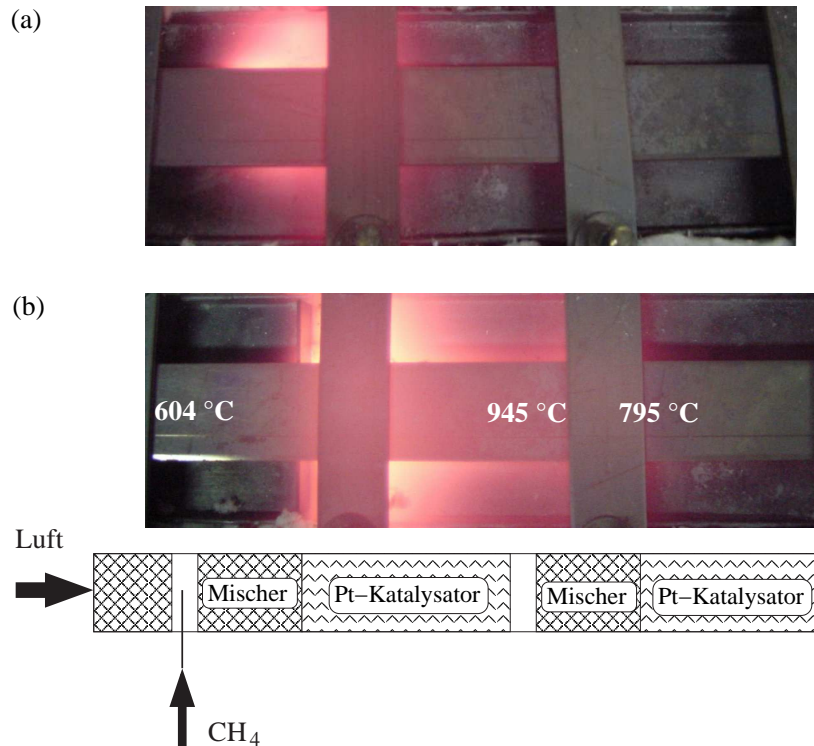 (a)
(b)
604 °C 945 °C 795 °C
Luft
Mischer Pt–Katalysator Mischer Pt–Katalysator
CH₄